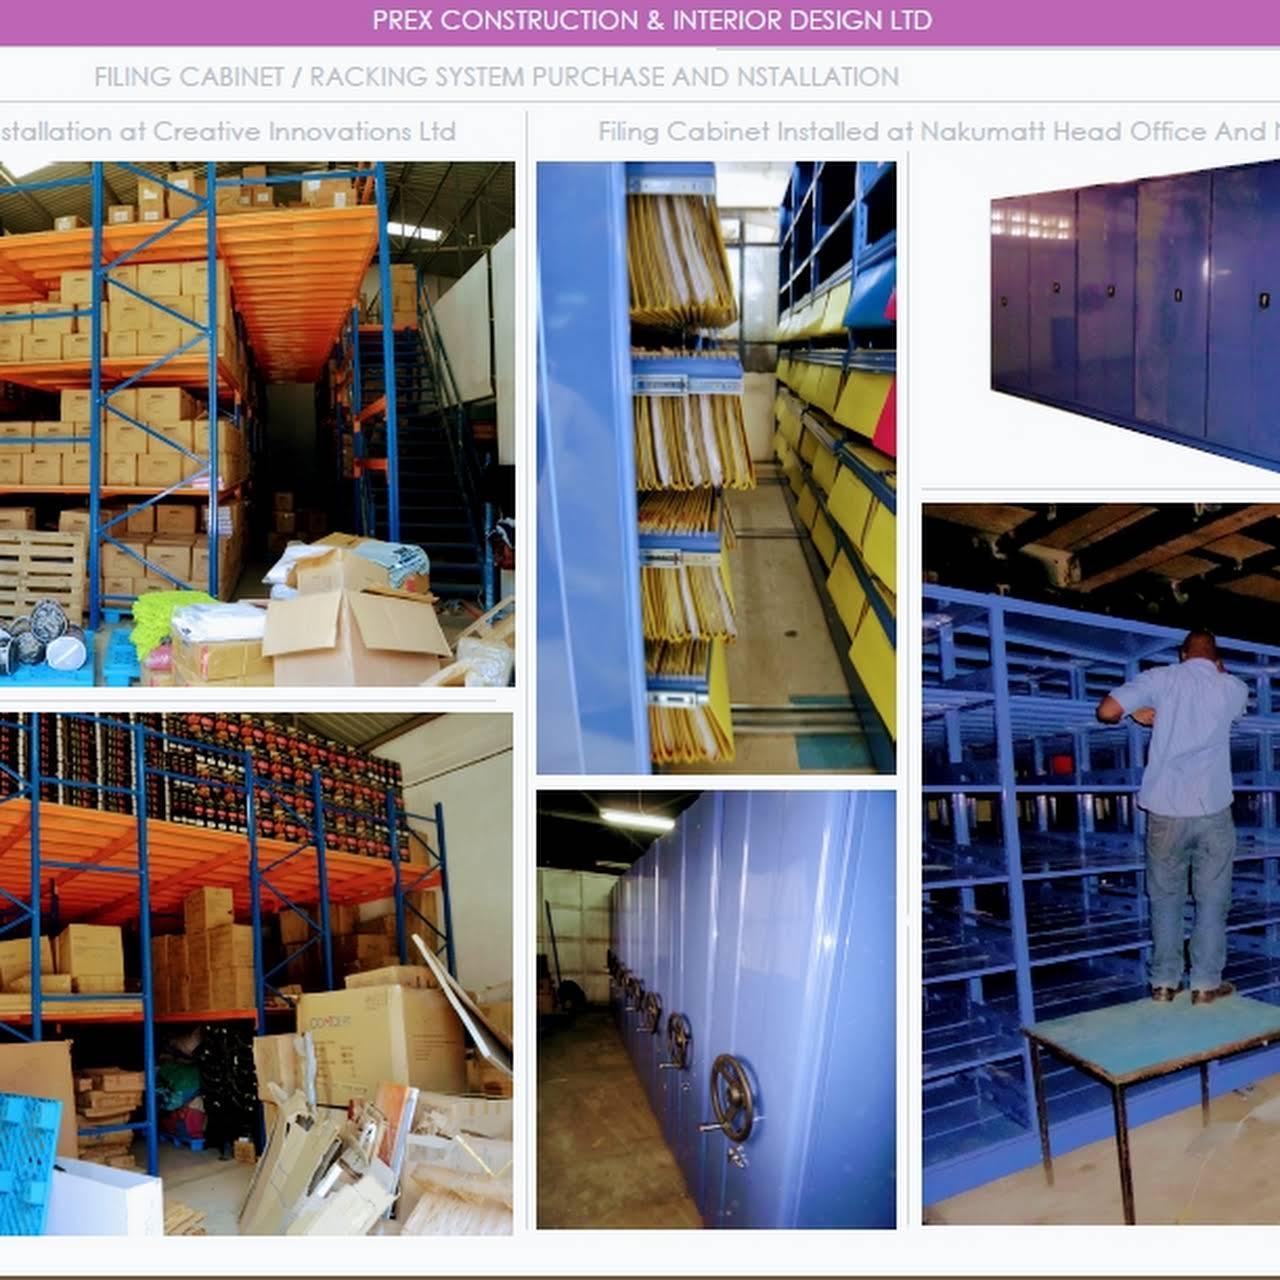 PREX CONSTRUCTION & INTERIOR DESIGN LTD
FILING CABINET / RACKING SYSTEM PURCHASE AND NSTALLATION
stallation at Creative Innovations Ltd
Filing Cabinet Installed at Nakumatt Head Office And